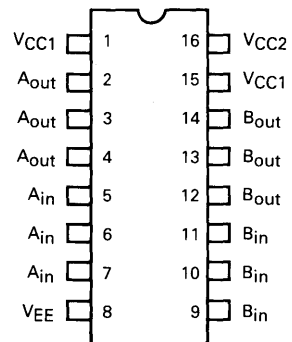 VCC1 1 16 VCC2
Aout 2 15 VCC1
Aout 3 14 Bout
Aout 4 13 Bout
Ain 5 12 Bout
Ain 6 11 Bin
Ain 7 10 Bin
VEE 8 9 Bin